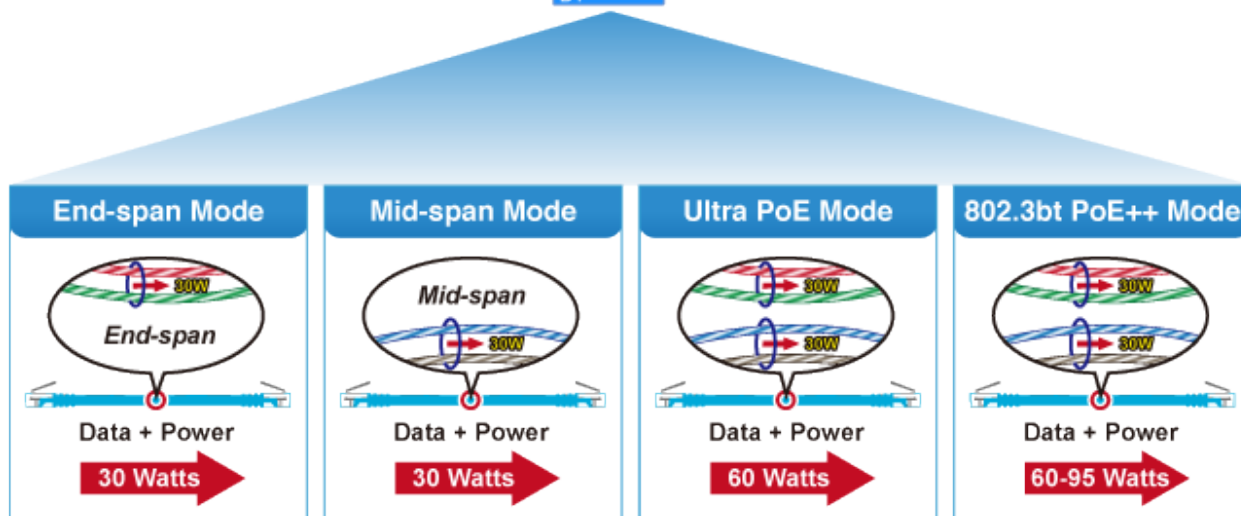 End-span Mode
30W
End-span
Data + Power
30 Watts
Mid-span Mode
Mid-span
30W
Data + Power
30 Watts
Ultra PoE Mode
30W
30W
Data + Power
60 Watts
802.3bt PoE++ Mode
30W
30W
Data + Power
60-95 Watts